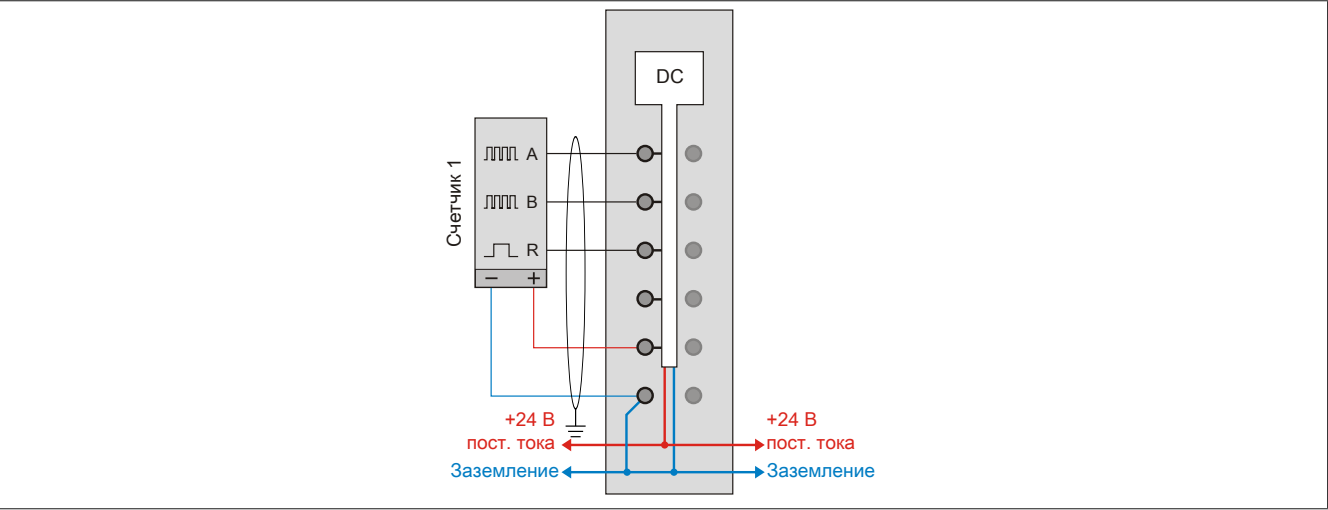 DC
Счетчик 1
A
B
R
− +
+24 В
пост. тока
Заземление
+24 В
пост. тока
Заземление